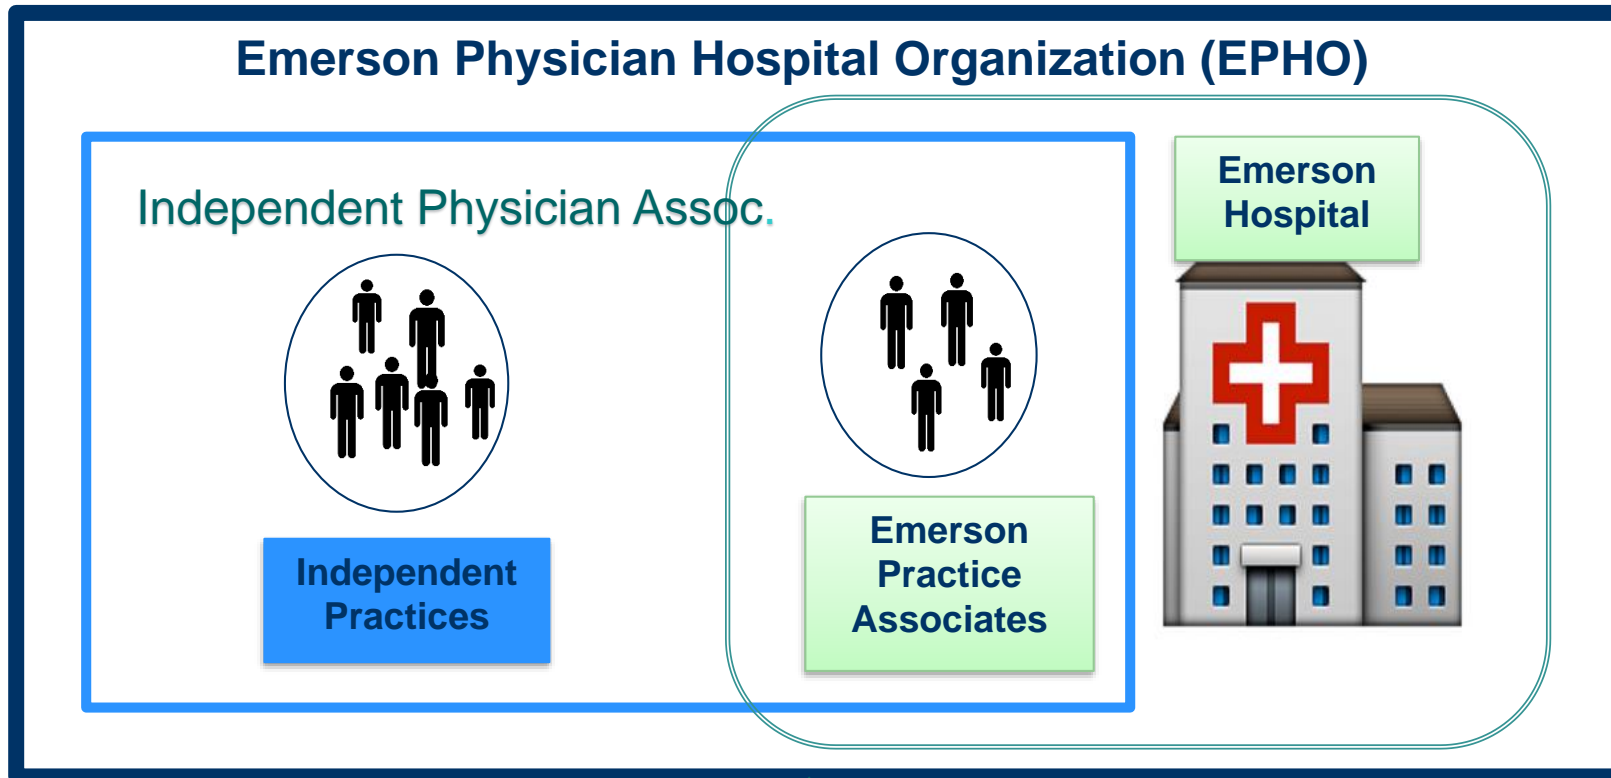 Emerson Physician Hospital Organization (EPHO)
Independent Physician Assoc.
Emerson
Hospital
Independent
Practices
Emerson
Practice
Associates